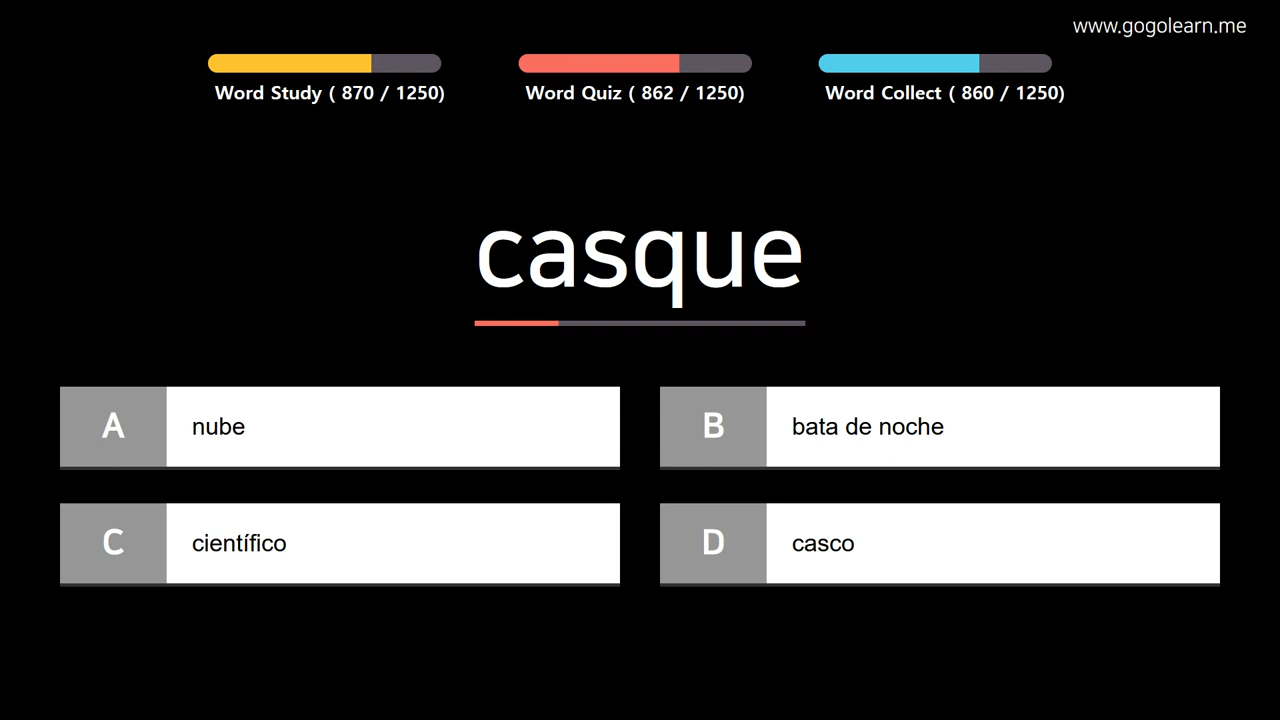 www.gogolearn.me
Word Study ( 870 / 1250)
Word Quiz ( 862 / 1250)
Word Collect ( 860 / 1250)
casque
A nube
B bata de noche
C científico
D casco